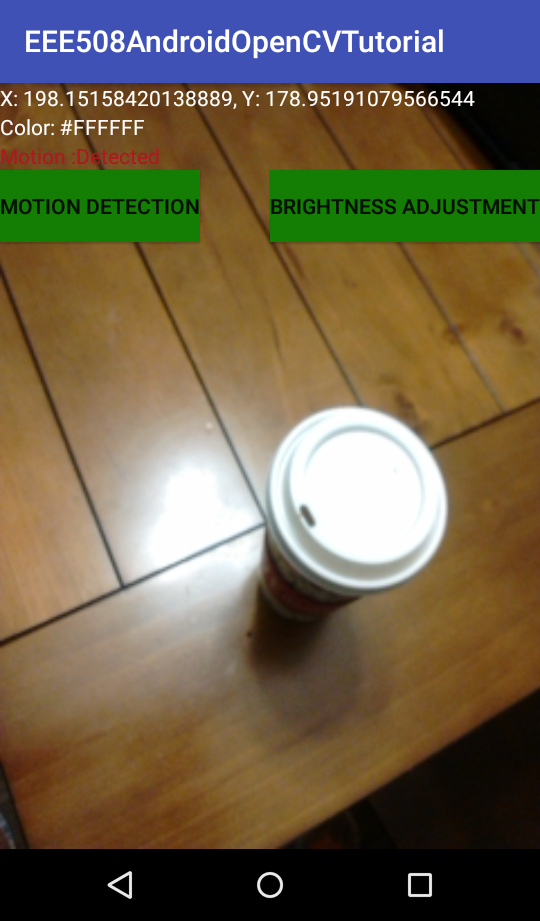 EEE508AndroidOpenCVTutorial
X: 198.15158420138889, Y: 178.95191079566544
Color: #FFFFFF
Motion :Detected
MOTION DETECTION
BRIGHTNESS ADJUSTMENT